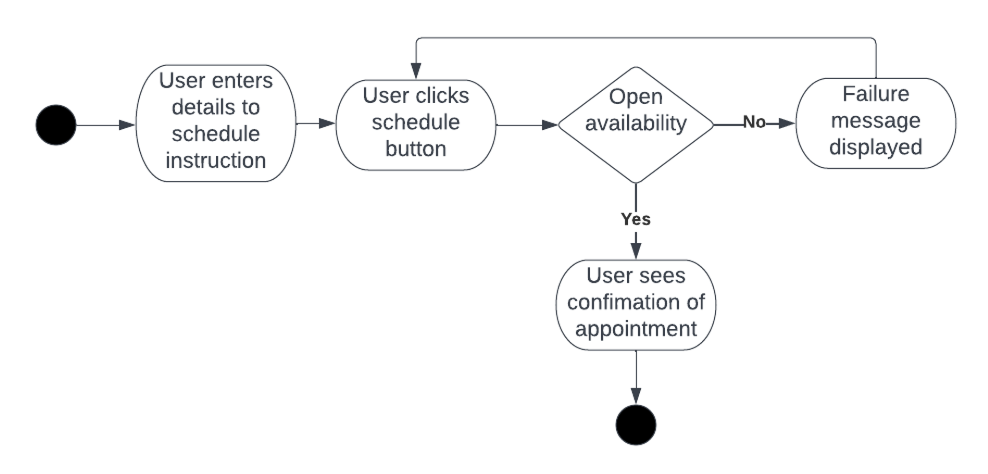 User enters
details to
schedule
instruction
User clicks
schedule
button
Open
availability
No
Failure
message
displayed
Yes
User sees
confimation of
appointment